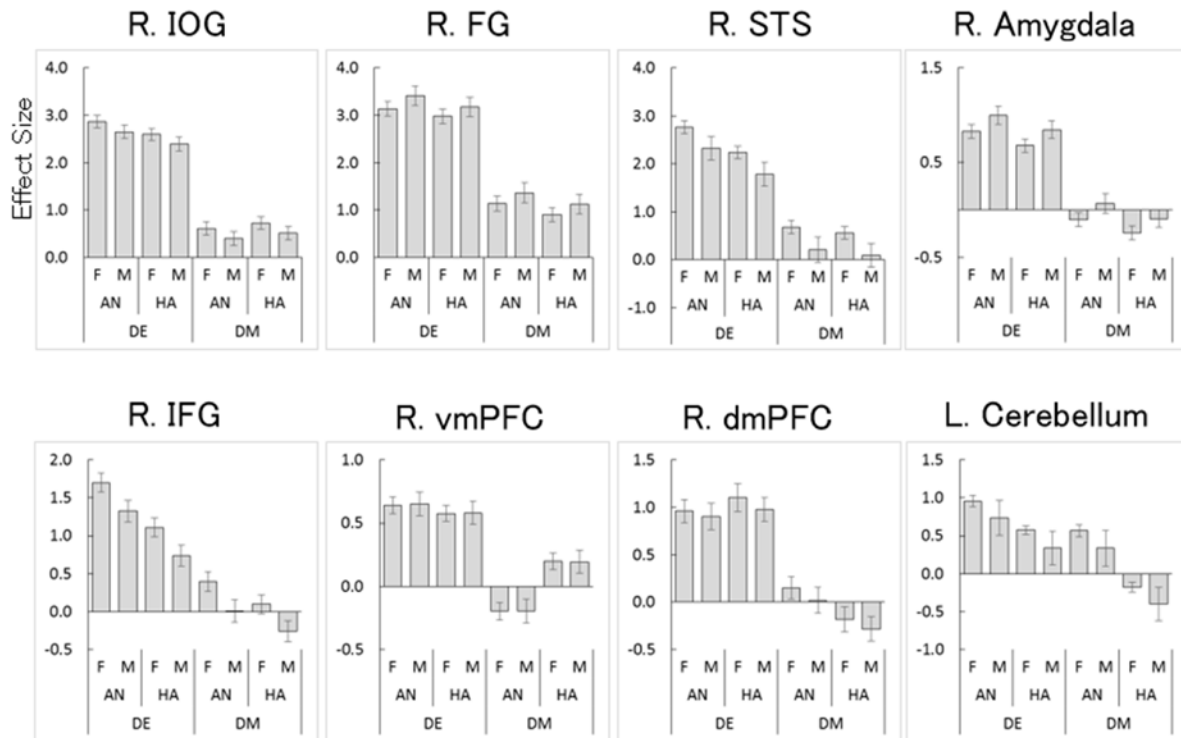 R. IOG R. FG R. STS R. Amygdala
Effect Size
4.0 4.0 4.0 1.5
3.0 3.0 3.0
2.0 2.0 2.0 0.5
1.0 1.0 1.0
0.0 0.0 0.0 -0.5
-1.0
F M F M F M F M F M F M F M F M F M F M F M F M F M F M F M F M
AN HA AN HA AN HA AN HA AN HA AN HA AN HA AN HA
DE DM DE DM DE DM DE DM
R. IFG R. vmPFC R. dmPFC L. Cerebellum
2.0 1.0 1.5 1.5
1.5 0.5 1.0 1.0
1.0 0.0 0.5 0.5
0.5 -0.5 0.0 0.0
0.0 -0.5 -0.5
-0.5 -1.0
F M F M F M F M F M F M F M F M F M F M F M F M F M F M F M F M
AN HA AN HA AN HA AN HA AN HA AN HA AN HA AN HA
DE DM DE DM DE DM DE DM